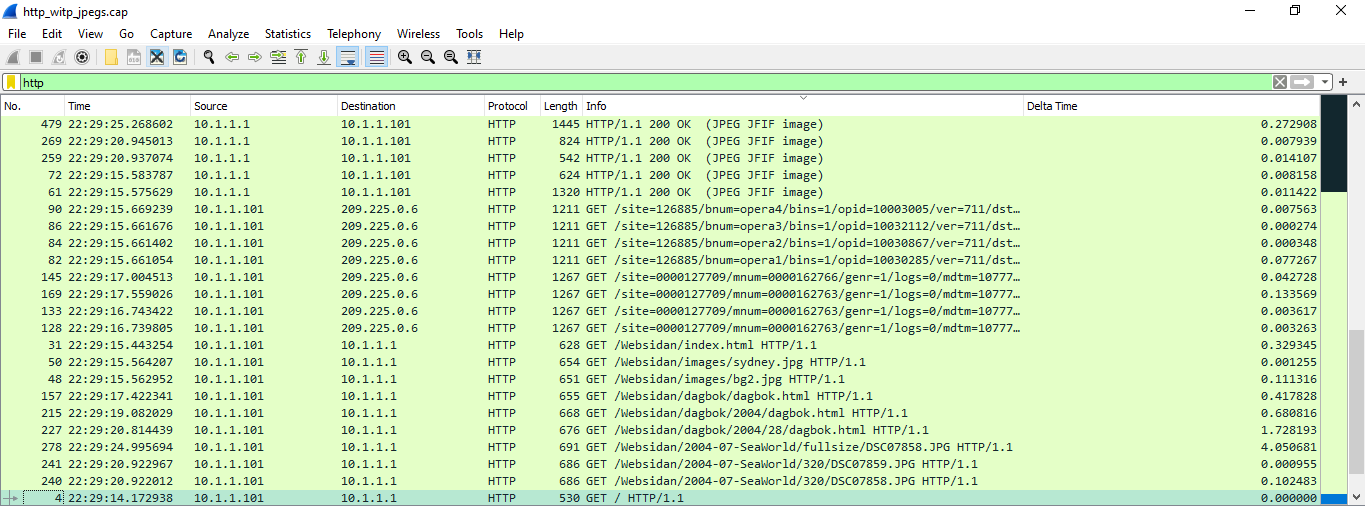 http_witp_jpegs.cap
File Edit View Go Capture Analyze Statistics Telephony Wireless Tools Help
http
No. Time Source Destination Protocol Length Info Delta Time
479 22:29:25.268602 10.1.1.1 10.1.1.101 HTTP 1445 HTTP/1.1 200 OK (JPEG JFIF image) 0.272908
269 22:29:20.945013 10.1.1.1 10.1.1.101 HTTP 824 HTTP/1.1 200 OK (JPEG JFIF image) 0.007939
259 22:29:20.937074 10.1.1.1 10.1.1.101 HTTP 542 HTTP/1.1 200 OK (JPEG JFIF image) 0.014107
72 22:29:15.583787 10.1.1.1 10.1.1.101 HTTP 624 HTTP/1.1 200 OK (JPEG JFIF image) 0.008158
61 22:29:15.575629 10.1.1.1 10.1.1.101 HTTP 1320 HTTP/1.1 200 OK (JPEG JFIF image) 0.011422
90 22:29:15.669239 10.1.1.101 209.225.0.6 HTTP 1211 GET /site=126885/bnum=opera4/bins=1/opid=10003005/ver=711/dst… 0.007563
86 22:29:15.661676 10.1.1.101 209.225.0.6 HTTP 1211 GET /site=126885/bnum=opera3/bins=1/opid=10032112/ver=711/dst… 0.000274
84 22:29:15.661402 10.1.1.101 209.225.0.6 HTTP 1211 GET /site=126885/bnum=opera2/bins=1/opid=10030867/ver=711/dst… 0.000348
82 22:29:15.661054 10.1.1.101 209.225.0.6 HTTP 1211 GET /site=126885/bnum=opera1/bins=1/opid=10030285/ver=711/dst… 0.077267
145 22:29:17.004513 10.1.1.101 209.225.0.6 HTTP 1267 GET /site=0000127709/mnum=0000162766/genr=1/logs=0/mdtm=10777… 0.042728
169 22:29:17.559026 10.1.1.101 209.225.0.6 HTTP 1267 GET /site=0000127709/mnum=0000162763/genr=1/logs=0/mdtm=10777… 0.133569
133 22:29:16.743422 10.1.1.101 209.225.0.6 HTTP 1267 GET /site=0000127709/mnum=0000162763/genr=1/logs=0/mdtm=10777… 0.003617
128 22:29:16.739805 10.1.1.101 209.225.0.6 HTTP 1267 GET /site=0000127709/mnum=0000162763/genr=1/logs=0/mdtm=10777… 0.003263
31 22:29:15.443254 10.1.1.101 10.1.1.1 HTTP 628 GET /Websidan/index.html HTTP/1.1 0.329345
50 22:29:15.564207 10.1.1.101 10.1.1.1 HTTP 654 GET /Websidan/images/sydney.jpg HTTP/1.1 0.001255
48 22:29:15.562952 10.1.1.101 10.1.1.1 HTTP 651 GET /Websidan/images/bg2.jpg HTTP/1.1 0.111316
157 22:29:17.422341 10.1.1.101 10.1.1.1 HTTP 655 GET /Websidan/dagbok/dagbok.html HTTP/1.1 0.417828
215 22:29:19.082029 10.1.1.101 10.1.1.1 HTTP 668 GET /Websidan/dagbok/2004/dagbok.html HTTP/1.1 0.680816
227 22:29:20.814439 10.1.1.101 10.1.1.1 HTTP 676 GET /Websidan/dagbok/2004/28/dagbok.html HTTP/1.1 1.728193
278 22:29:24.995694 10.1.1.101 10.1.1.1 HTTP 691 GET /Websidan/2004-07-SeaWorld/fullsize/DSC07858.JPG HTTP/1.1 4.050681
241 22:29:20.922967 10.1.1.101 10.1.1.1 HTTP 686 GET /Websidan/2004-07-SeaWorld/320/DSC07859.JPG HTTP/1.1 0.000955
240 22:29:20.922012 10.1.1.101 10.1.1.1 HTTP 686 GET /Websidan/2004-07-SeaWorld/320/DSC07858.JPG HTTP/1.1 0.102483
4 22:29:14.172938 10.1.1.101 10.1.1.1 HTTP 530 GET / HTTP/1.1 0.000000